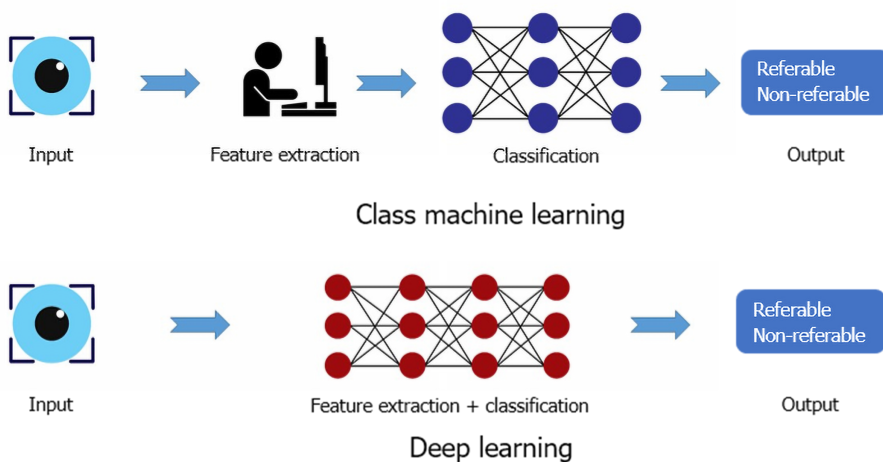 Referable
Non-referable
Input
Feature extraction
Classification
Output
Class machine learning
Referable
Non-referable
Input
Feature extraction + classification
Output
Deep learning